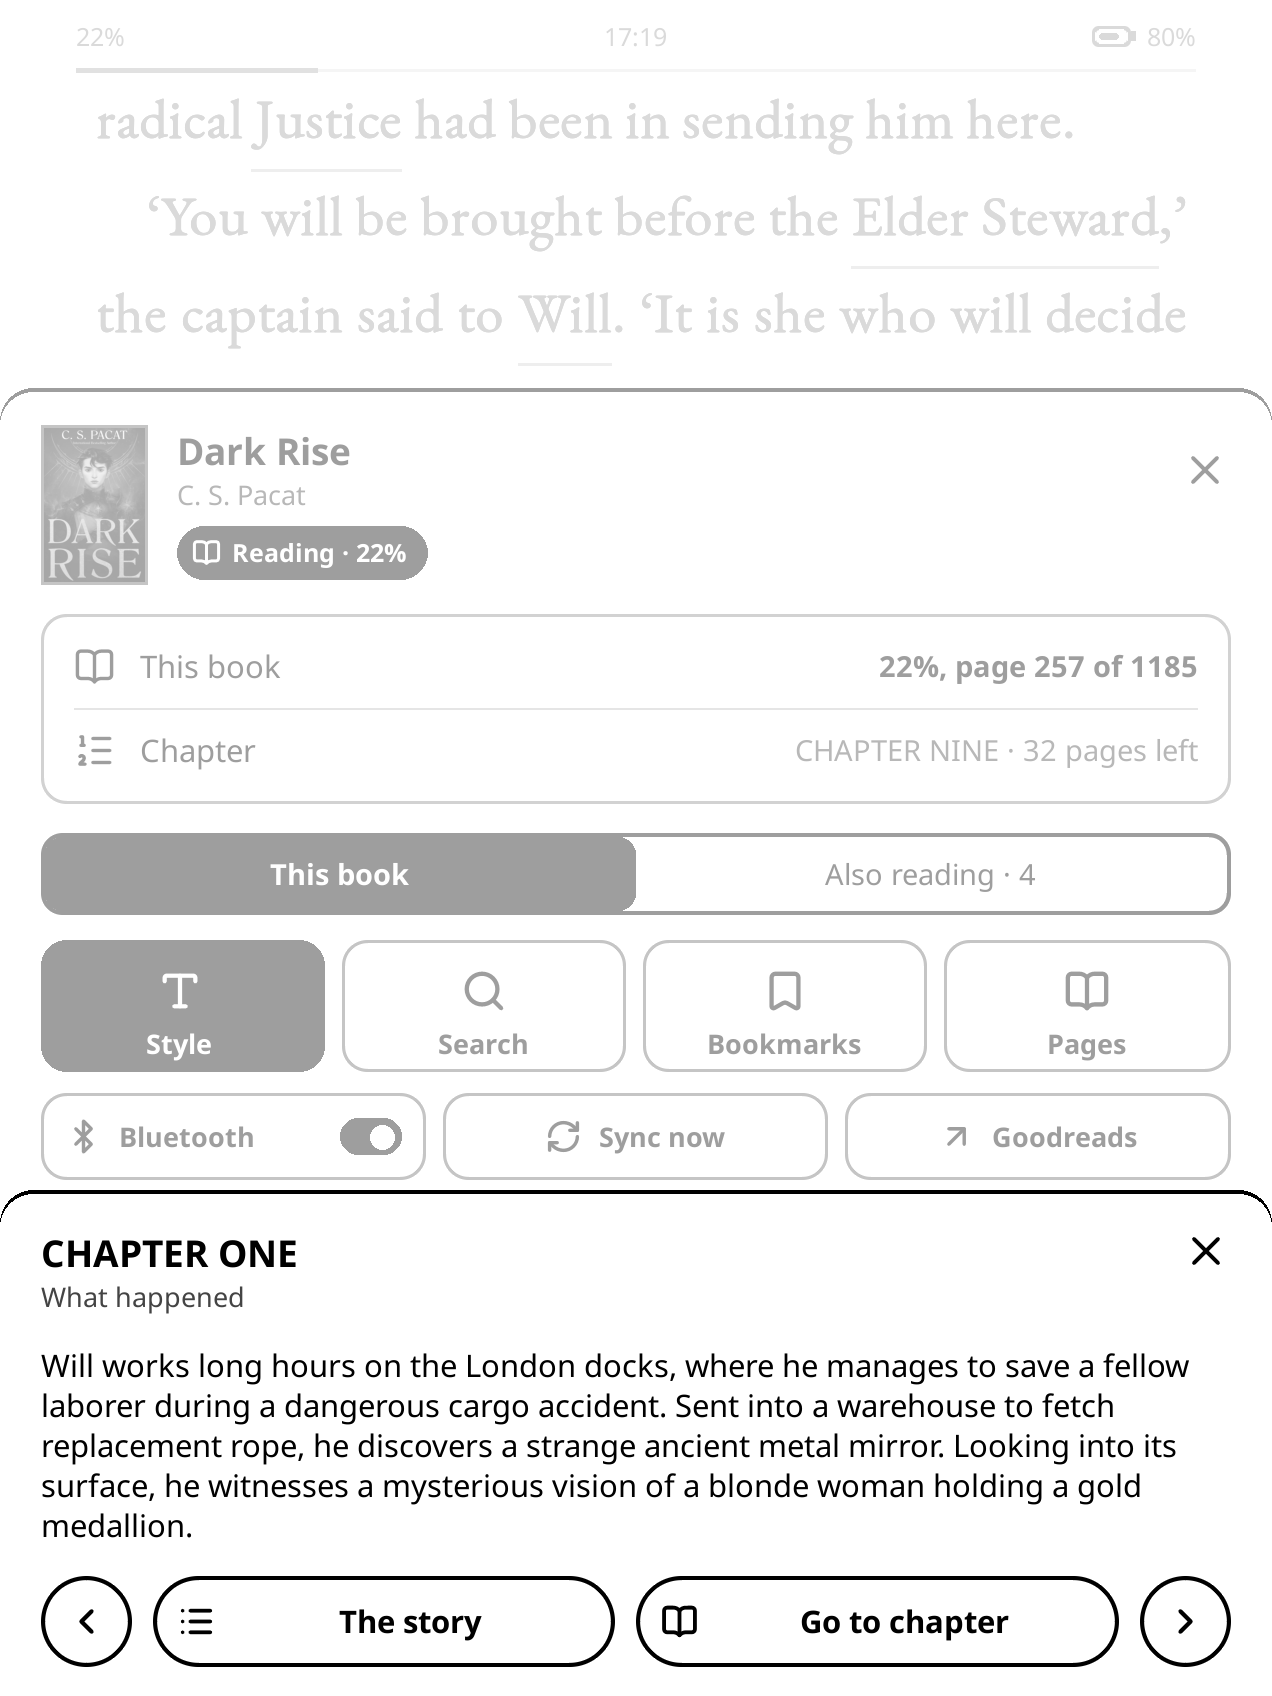 22%
17:19
80%
radical Justice had been in sending him here.
‘You will be brought before the Elder Steward,’
the captain said to Will. ‘It is she who will decide
C. S. PACAT
DARK
RISE
Dark Rise
C. S. Pacat
Reading · 22%
This book
22%, page 257 of 1185
Chapter
CHAPTER NINE · 32 pages left
This book
Also reading · 4
Style
Search
Bookmarks
Pages
Bluetooth
Sync now
Goodreads
CHAPTER ONE
What happened
Will works long hours on the London docks, where he manages to save a fellow
laborer during a dangerous cargo accident. Sent into a warehouse to fetch
replacement rope, he discovers a strange ancient metal mirror. Looking into its
surface, he witnesses a mysterious vision of a blonde woman holding a gold
medallion.
The story
Go to chapter